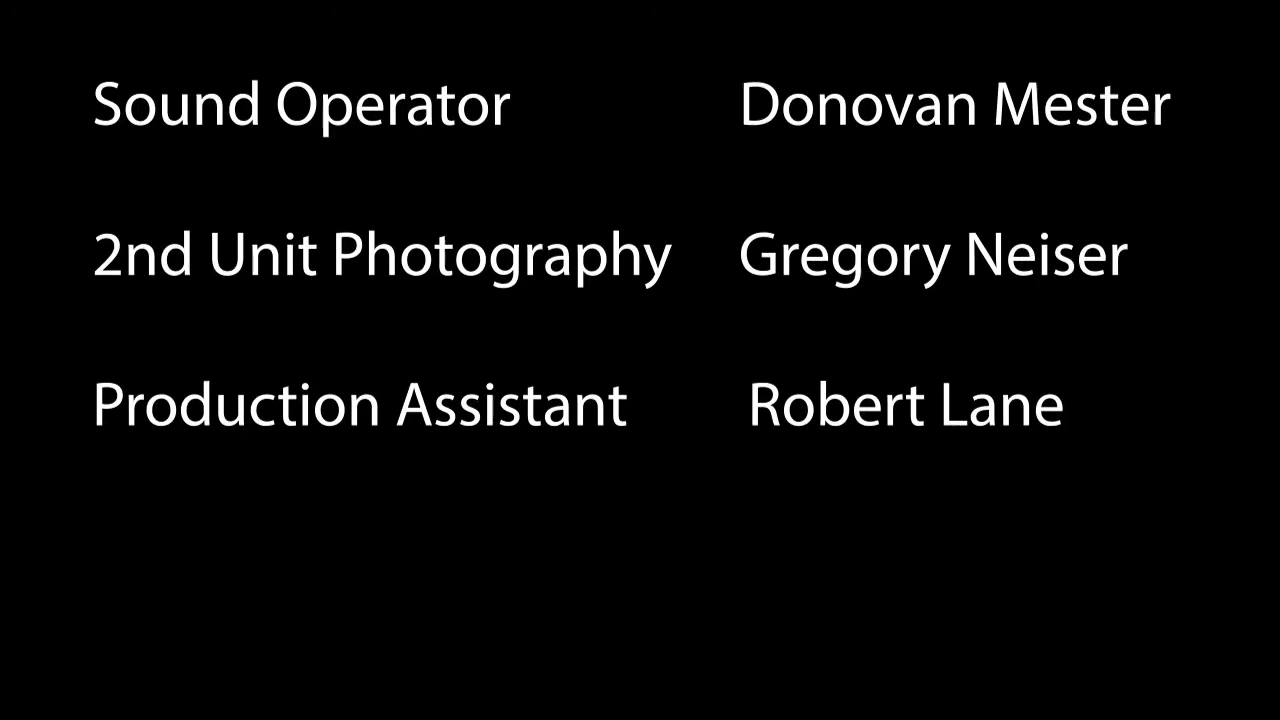 Sound Operator Donovan Mester
2nd Unit Photography Gregory Neiser
Production Assistant Robert Lane